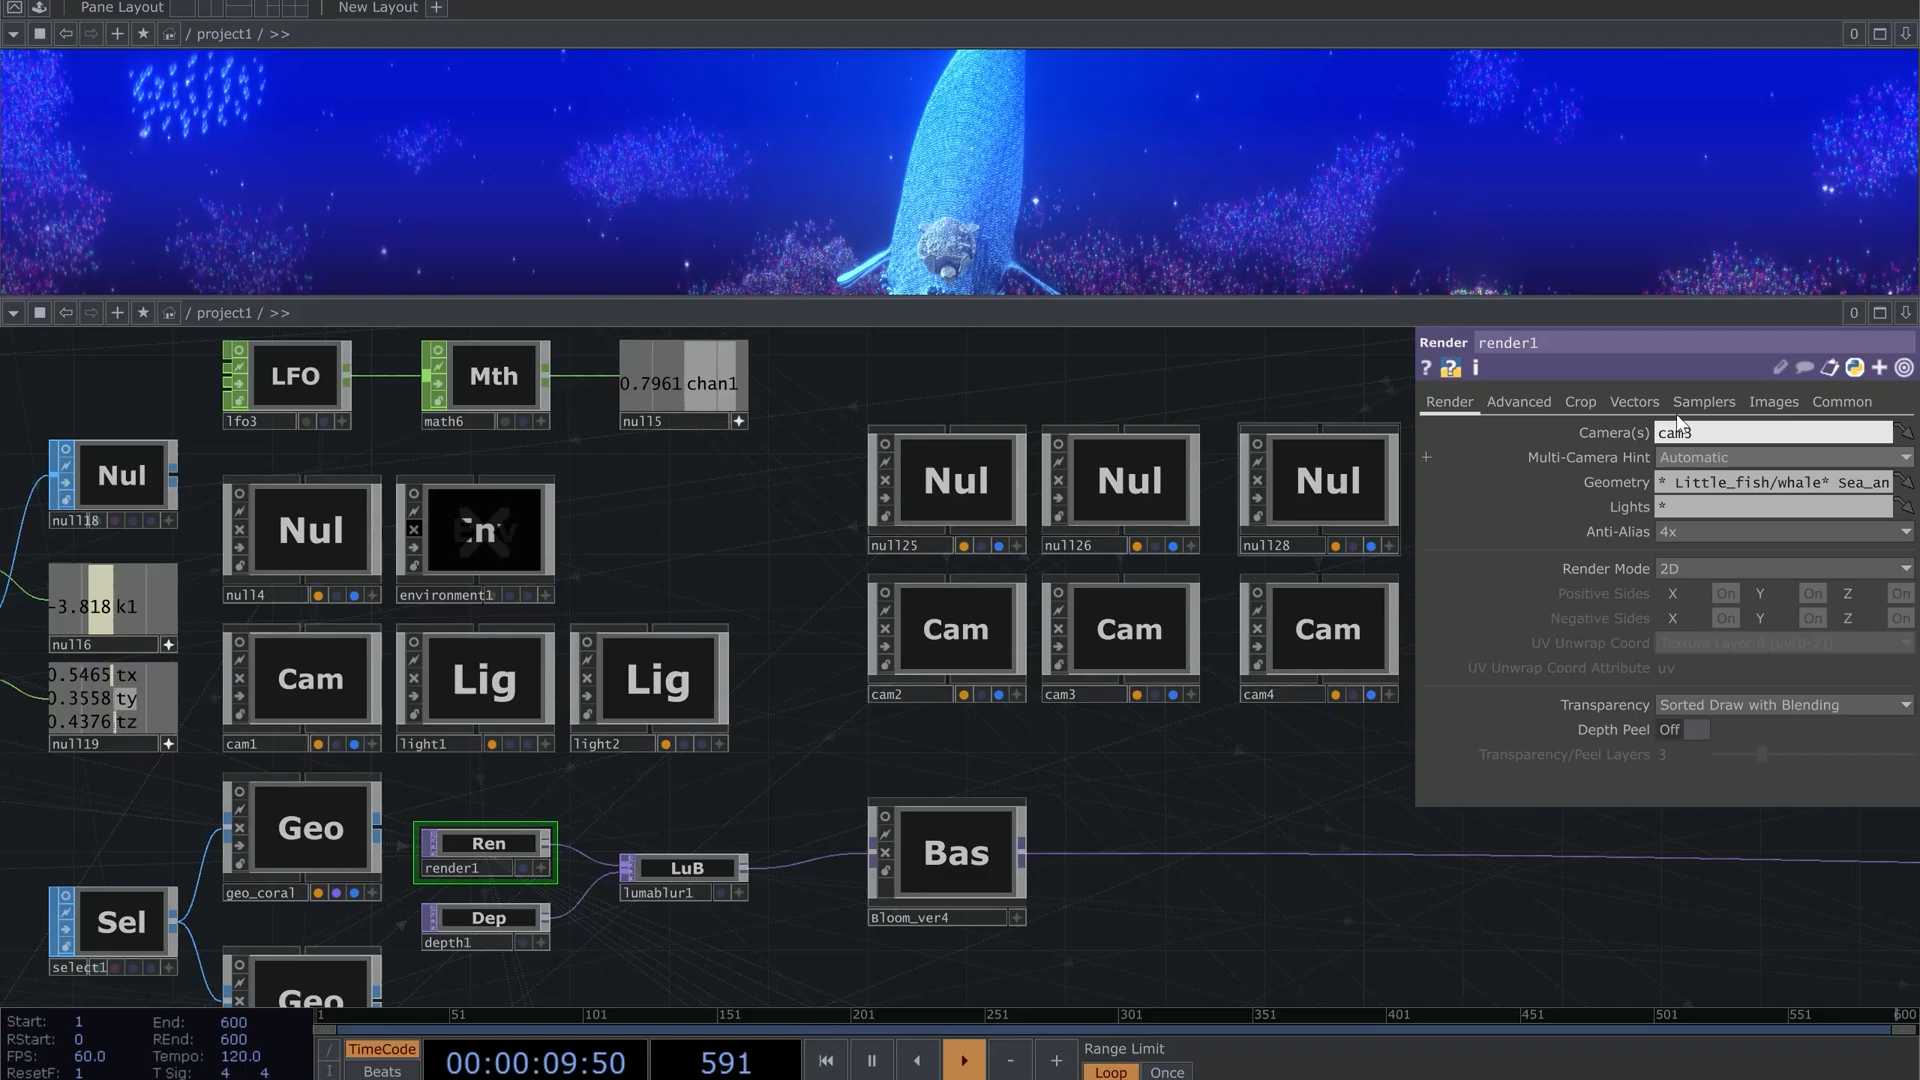 Pane Layout New Layout +
/ project1 / >> 0
/ project1 / >> 0
LFO Mth 0.7961 chan1
lfo3 math6 null5
Nul
null18
Nul
null4 environment1
-3.818 k1
null6
0.5465 tx
0.3558 ty
0.4376 tz
null19
Cam Lig Lig
cam1 light1 light2
Geo
geo_coral
Sel
select1
Geo
Ren
render1
Dep
depth1
LuB
lumablur1
Nul Nul Nul
null25 null26 null28
Cam Cam Cam
cam2 cam3 cam4
Bas
Bloom_ver4
Render render1
? ? i
Render Advanced Crop Vectors Samplers Images Common
Camera(s) cam3
+ Multi-Camera Hint Automatic
Geometry * Little_fish/whale* Sea_an
Lights *
Anti-Alias 4x
Render Mode 2D
Positive Sides X On Y On Z On
Negative Sides X On Y On Z On
UV Unwrap Coord Texture Layer 0 (uv(0-2))
UV Unwrap Coord Attribute uv
Transparency Sorted Draw with Blending
Depth Peel Off
Transparency/Peel Layers 3
1 51 101 151 201 251 301 351 401 451 501 551 600
Start: 1 End: 600
RStart: 0 REnd: 600
FPS: 60.0 Tempo: 120.0
ResetF: 1 T Sig: 4 4
/ TimeCode
I Beats
00:00:09:50 591
- +
Range Limit
Loop Once